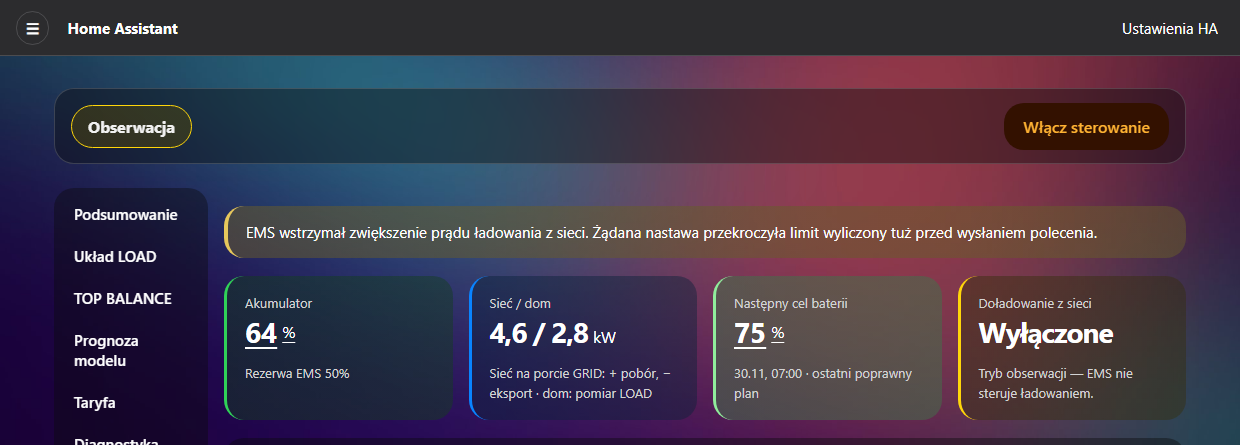 ☰ Home Assistant Ustawienia HA
Obserwacja Włącz sterowanie
Podsumowanie
Układ LOAD
TOP BALANCE
Prognoza
modelu
Taryfa
Diagnostyka
EMS wstrzymał zwiększenie prądu ładowania z sieci. Żądana nastawa przekroczyła limit wyliczony tuż przed wysłaniem polecenia.
Akumulator
64 %
Rezerwa EMS 50%
Sieć / dom
4,6 / 2,8 kW
Sieć na porcie GRID: + pobór, −
eksport · dom: pomiar LOAD
Następny cel baterii
75 %
30.11, 07:00 · ostatni poprawny
plan
Doładowanie z sieci
Wyłączone
Tryb obserwacji — EMS nie
steruje ładowaniem.